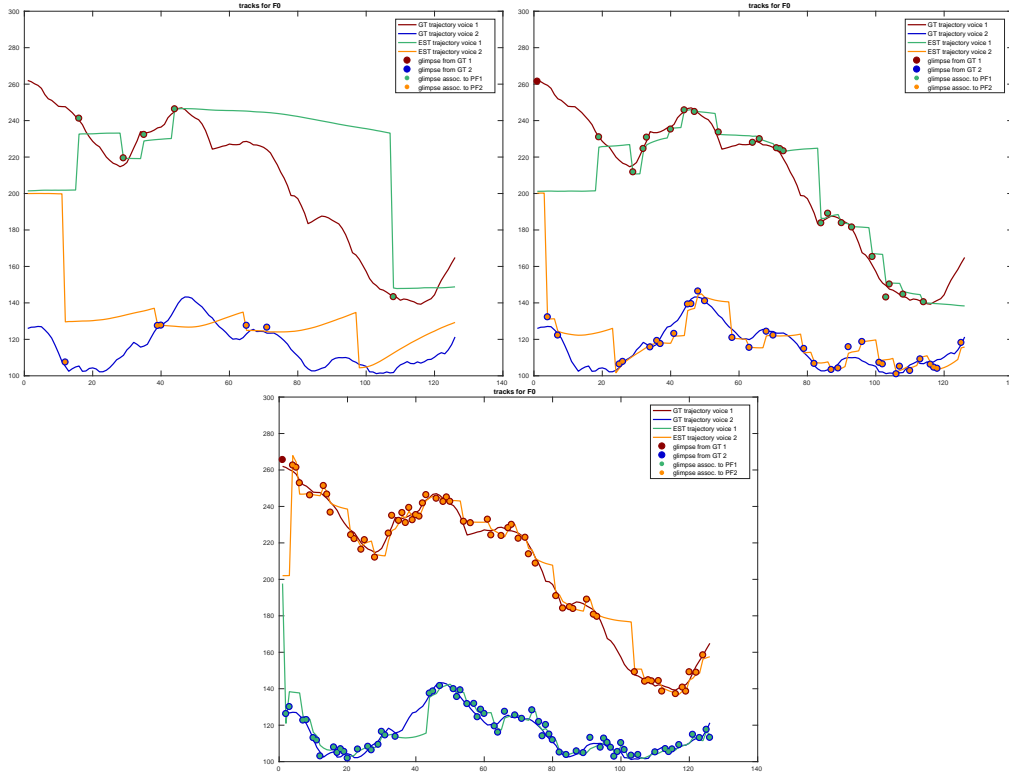 tracks for F0
300
280
260
240
220
200
180
160
140
120
100
0
20
40
60
80
100
120
140
GT trajectory voice 1
GT trajectory voice 2
EST trajectory voice 1
EST trajectory voice 2
glimpse from GT 1
glimpse from GT 2
glimpse assoc. to PF1
glimpse assoc. to PF2
tracks for F0
300
280
260
240
220
200
180
160
140
120
100
0
20
40
60
80
100
120
140
GT trajectory voice 1
GT trajectory voice 2
EST trajectory voice 1
EST trajectory voice 2
glimpse from GT 1
glimpse from GT 2
glimpse assoc. to PF1
glimpse assoc. to PF2
tracks for F0
300
280
260
240
220
200
180
160
140
120
100
0
20
40
60
80
100
120
140
GT trajectory voice 1
GT trajectory voice 2
EST trajectory voice 1
EST trajectory voice 2
glimpse from GT 1
glimpse from GT 2
glimpse assoc. to PF1
glimpse assoc. to PF2